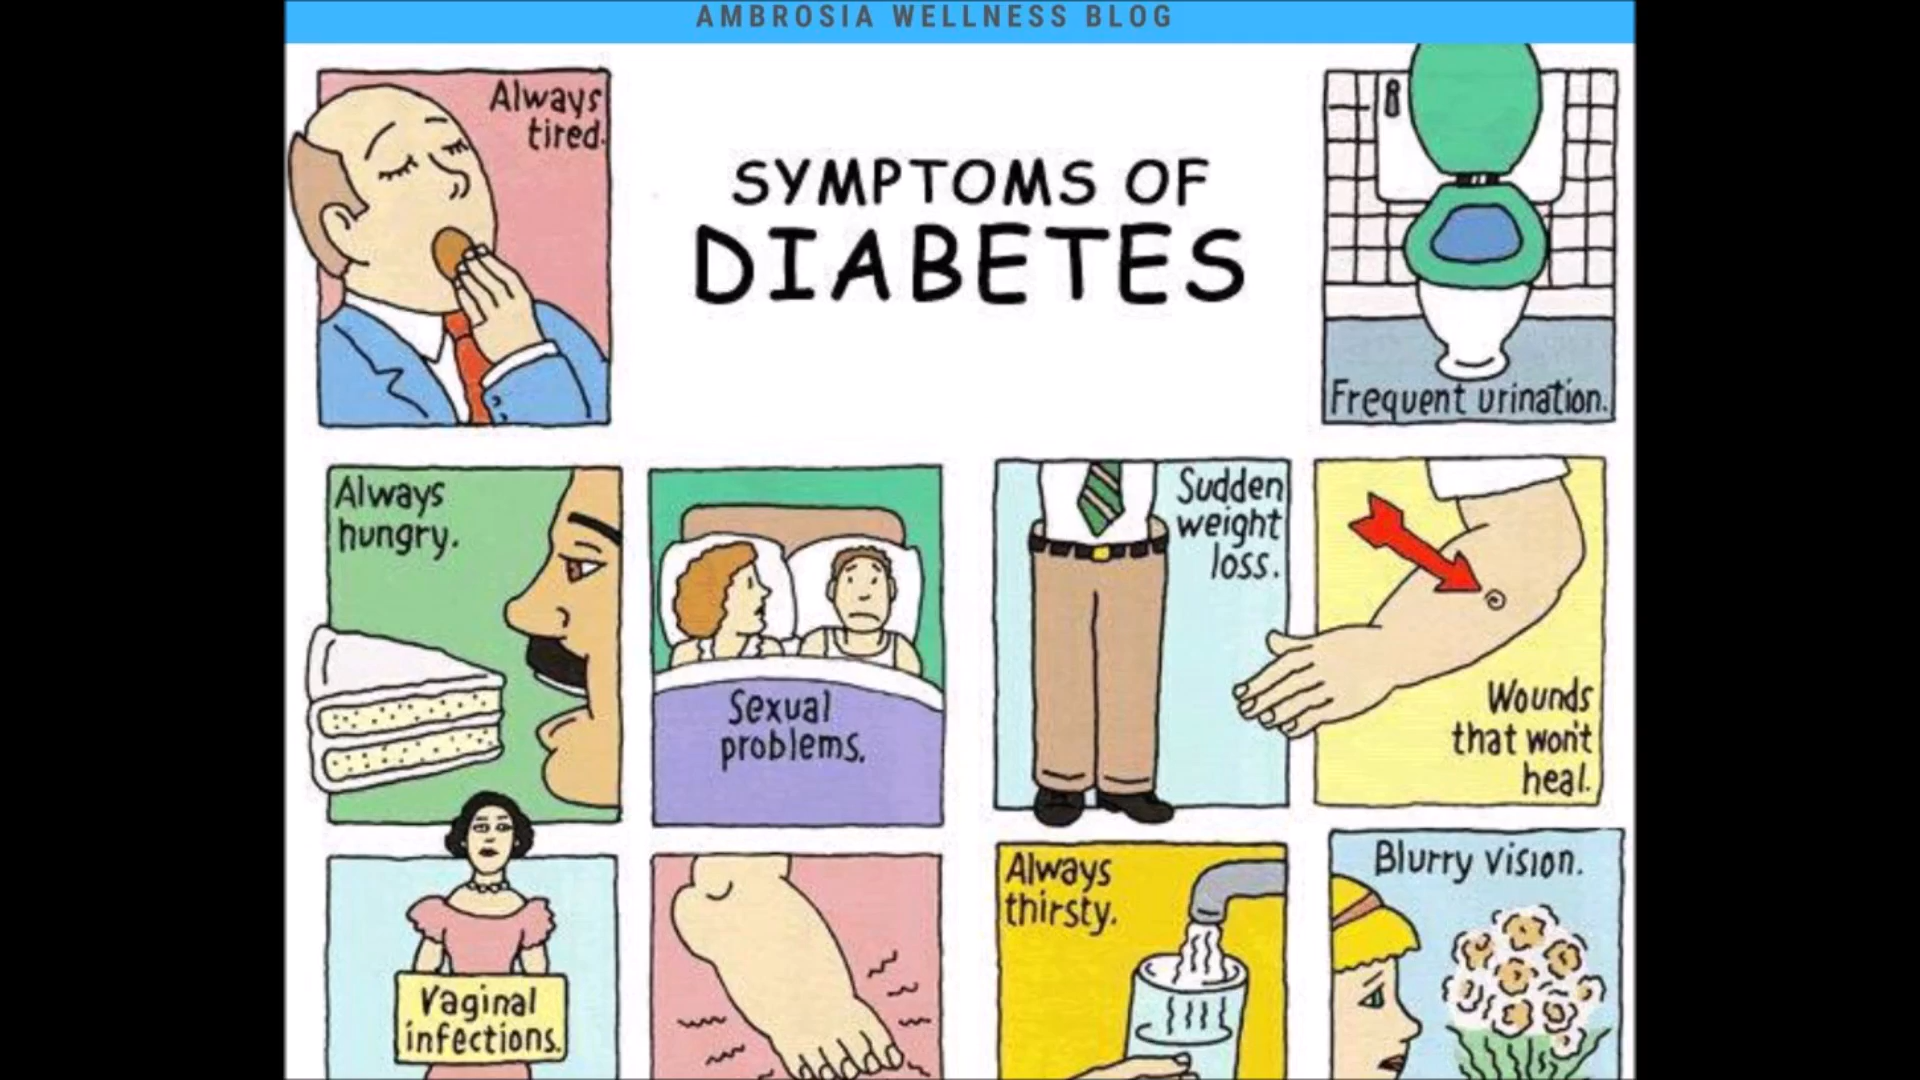 AMBROSIA WELLNESS BLOG
Always
tired.
SYMPTOMS OF
DIABETES
Frequent urination.
Always
hungry.
Sexual
problems.
Sudden
weight
loss.
Wounds
that won't
heal.
Vaginal
infections.
Always
thirsty.
Blurry vision.